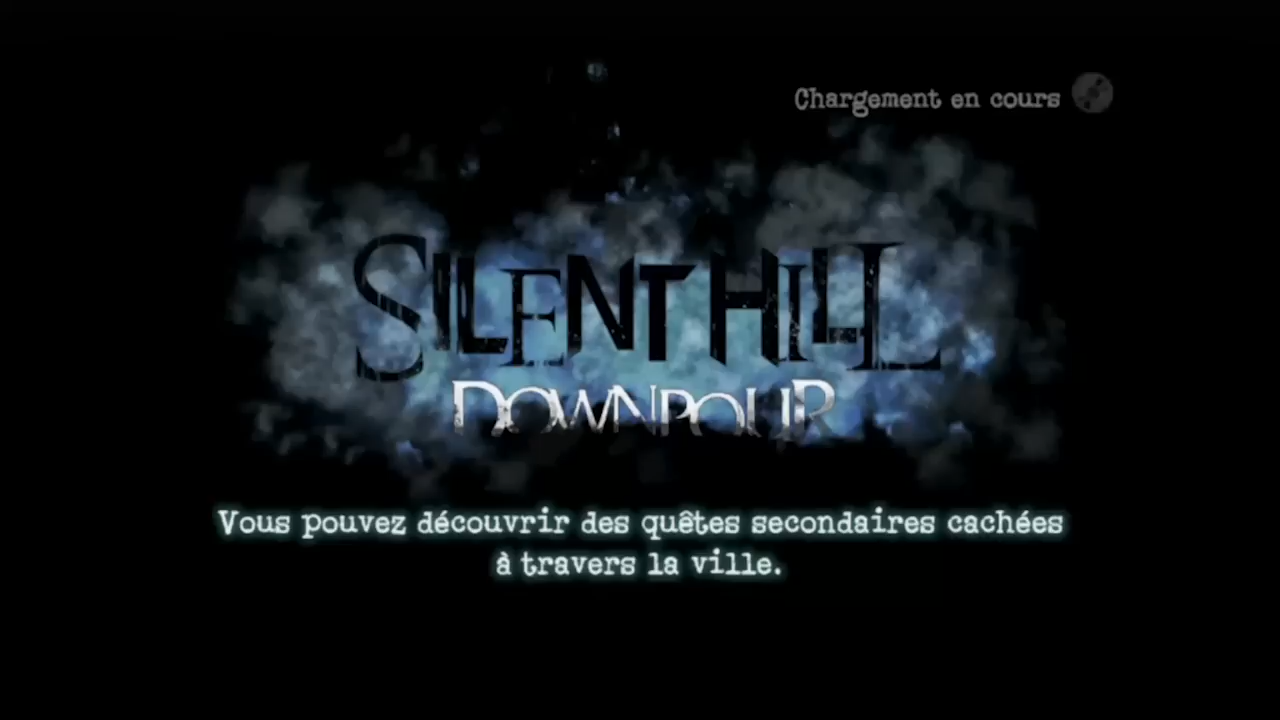 Chargement en cours
SILENT HILL
DOWNPOUR
Vous pouvez découvrir des quêtes secondaires cachées
à travers la ville.